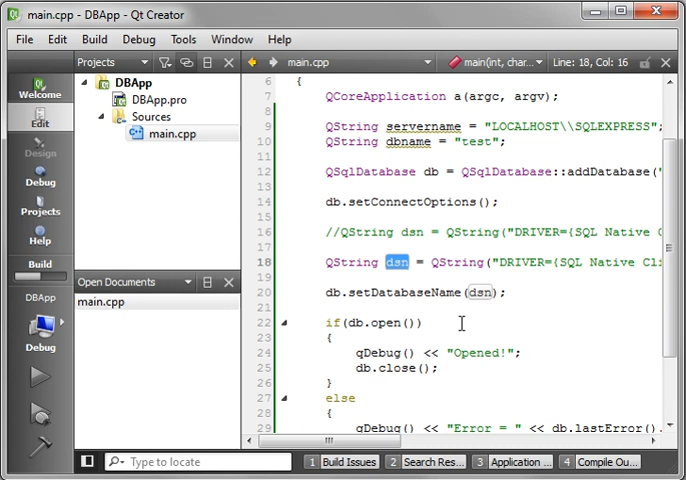 main.cpp - DBApp - Qt Creator
File Edit Build Debug Tools Window Help
Projects main.cpp main(int, char... Line: 18, Col: 16
Welcome
Edit
Design
Debug
Projects
Help
Build
DBApp
Debug
DBApp
DBApp.pro
Sources
main.cpp
Open Documents
main.cpp
6 {
7 QCoreApplication a(argc, argv);
8
9 QString servername = "LOCALHOST\\SQLEXPRESS";
10 QString dbname = "test";
11
12 QSqlDatabase db = QSqlDatabase::addDatabase("
13
14 db.setConnectOptions();
15
16 //QString dsn = QString("DRIVER={SQL Native C
17
18 QString dsn = QString("DRIVER={SQL Native Cli
19
20 db.setDatabaseName(dsn);
21
22 if(db.open())
23 {
24 qDebug() << "Opened!";
25 db.close();
26 }
27 else
28 {
29 qDebug() << "Error = " << db.lastError().
Type to locate 1 Build Issues 2 Search Res... 3 Application ... 4 Compile Ou...